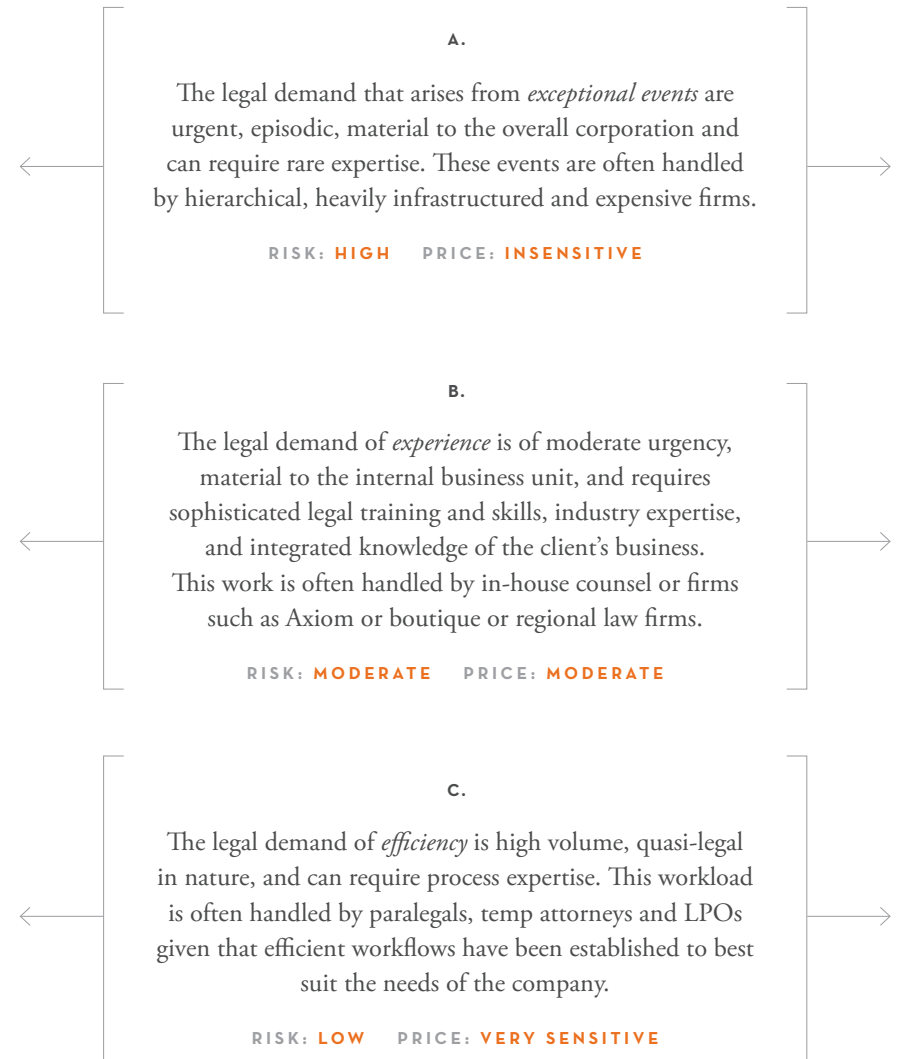 A.
The legal demand that arises from exceptional events are
urgent, episodic, material to the overall corporation and
can require rare expertise. These events are often handled
by hierarchical, heavily infrastructured and expensive firms.
RISK: HIGH PRICE: INSENSITIVE
B.
The legal demand of experience is of moderate urgency,
material to the internal business unit, and requires
sophisticated legal training and skills, industry expertise,
and integrated knowledge of the client’s business.
This work is often handled by in-house counsel or firms
such as Axiom or boutique or regional law firms.
RISK: MODERATE PRICE: MODERATE
C.
The legal demand of efficiency is high volume, quasi-legal
in nature, and can require process expertise. This workload
is often handled by paralegals, temp attorneys and LPOs
given that efficient workflows have been established to best
suit the needs of the company.
RISK: LOW PRICE: VERY SENSITIVE